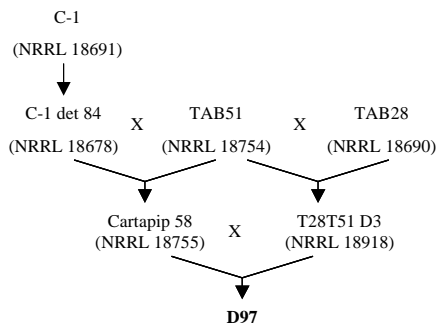 C-1
(NRRL 18691)
C-1 det 84 X TAB51 X TAB28
(NRRL 18678) (NRRL 18754) (NRRL 18690)
Cartapip 58 X T28T51 D3
(NRRL 18755) (NRRL 18918)
D97